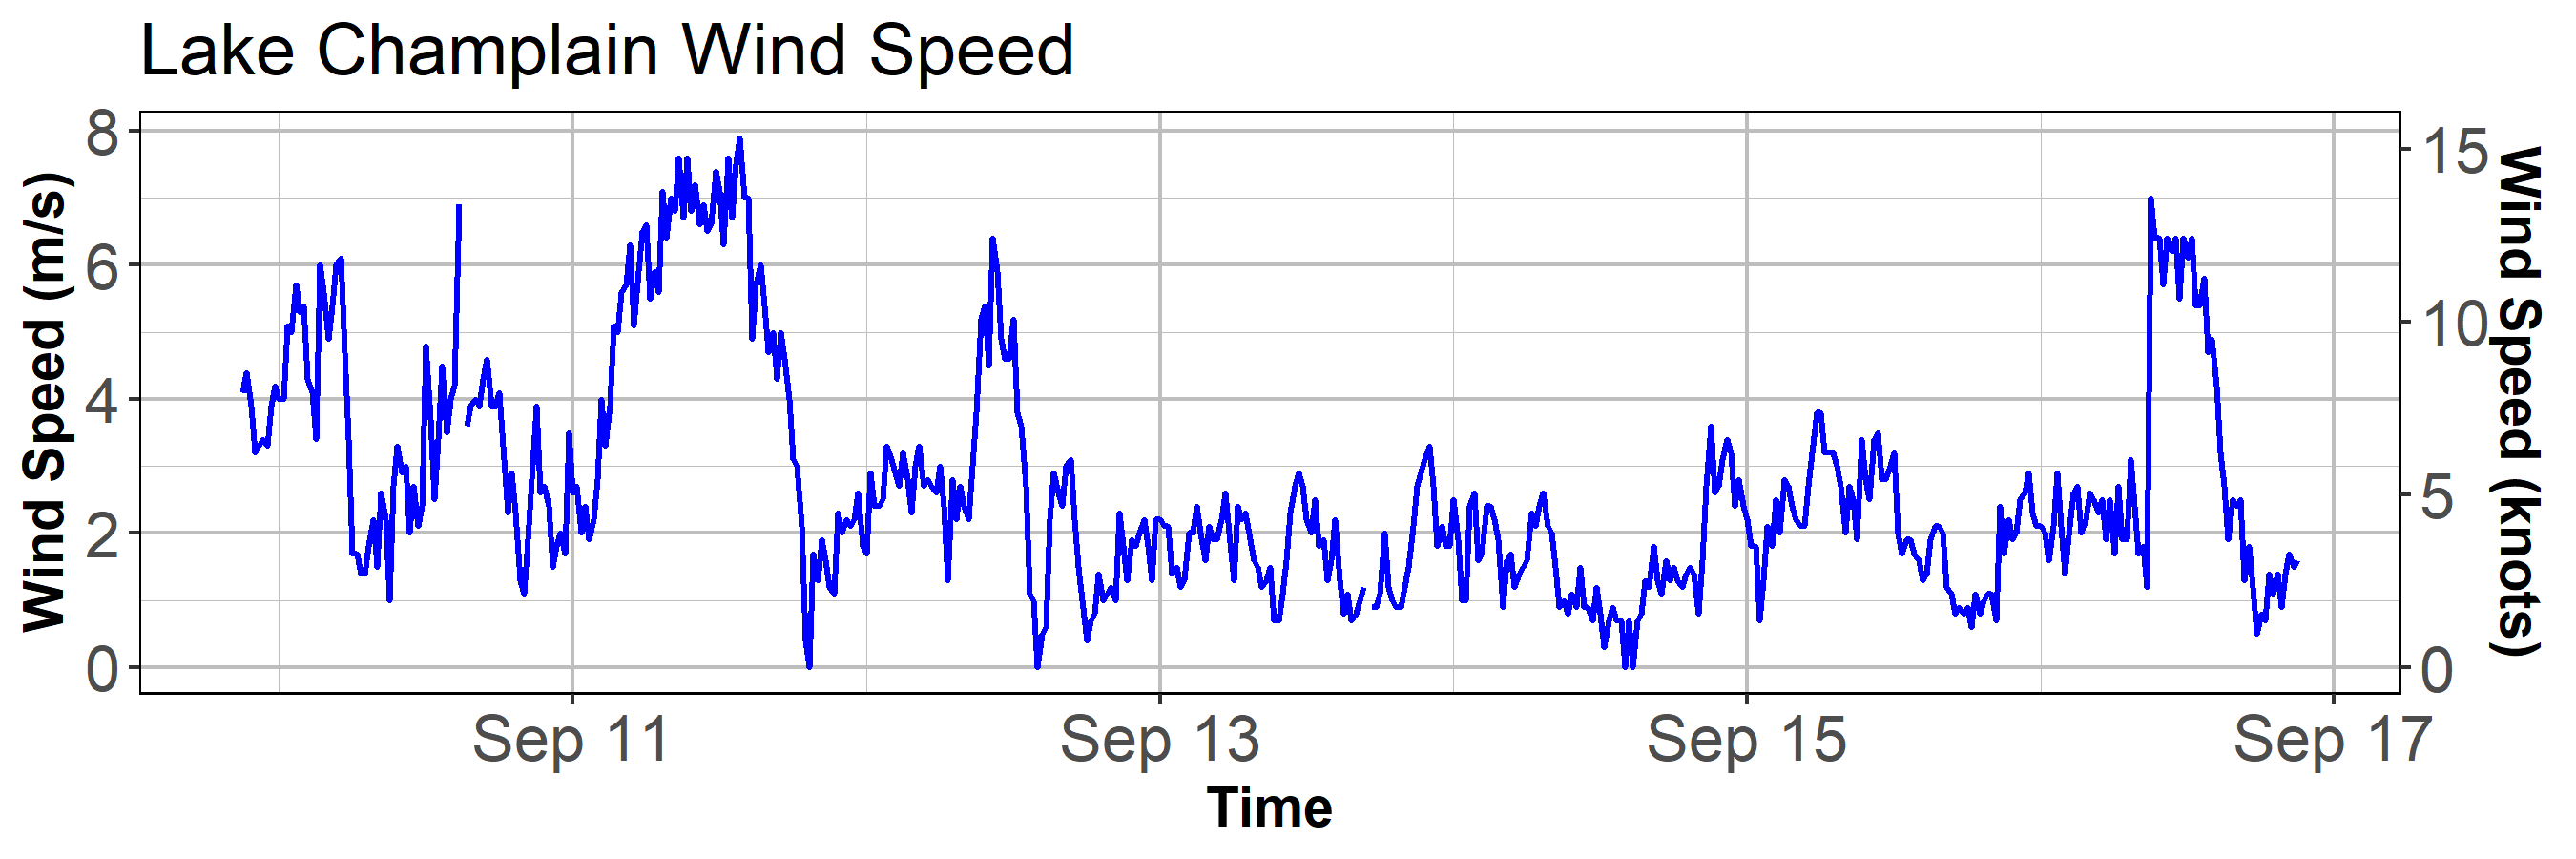 Lake Champlain Wind Speed
Wind Speed (m/s)
8
6
4
2
0
15
10
5
0
Wind Speed (knots)
Sep 11 Sep 13 Sep 15 Sep 17
Time